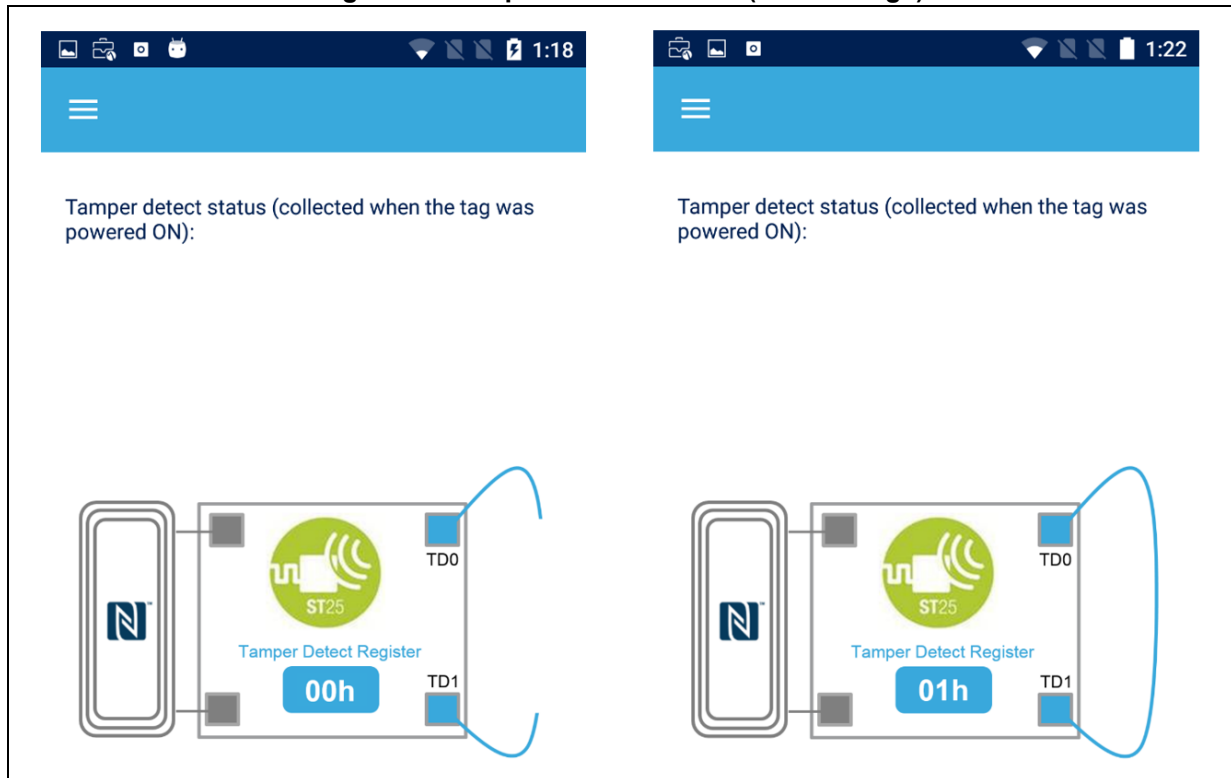 1:18
Tamper detect status (collected when the tag was
powered ON):
TD0
ST25
Tamper Detect Register
00h
TD1
1:22
Tamper detect status (collected when the tag was
powered ON):
TD0
ST25
Tamper Detect Register
01h
TD1